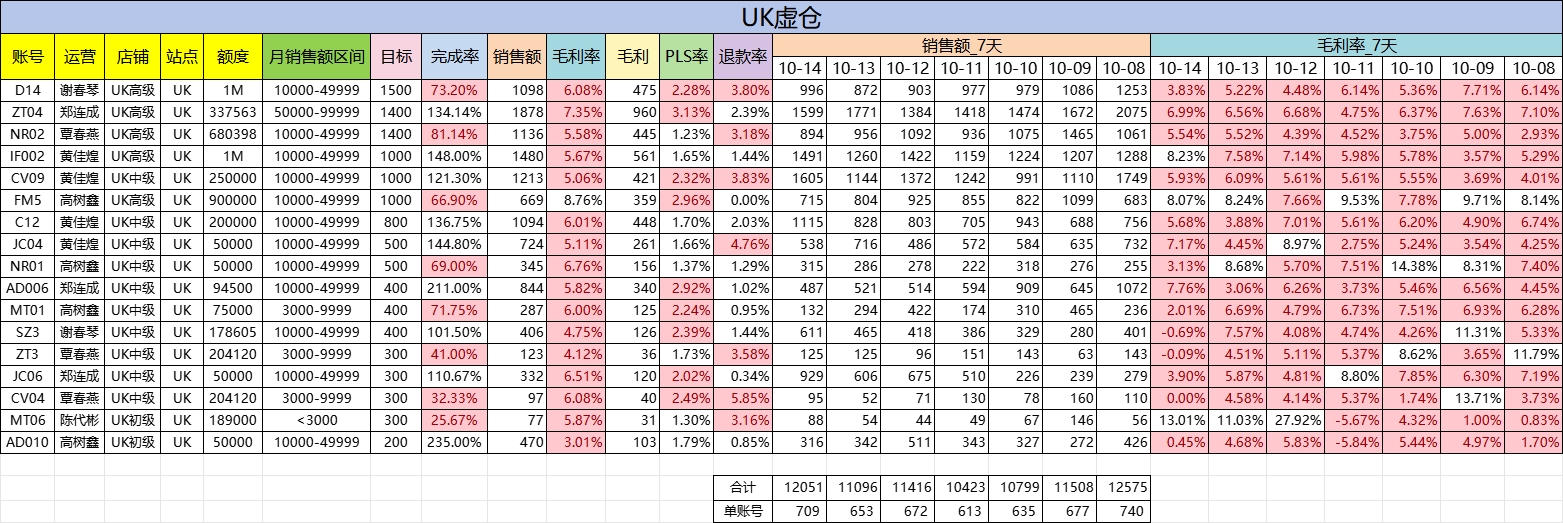 UK虚仓
账号 运营 店铺 站点 额度 月销售额区间 目标 完成率 销售额 毛利率 毛利 PLS率 退款率 销售额_7天 毛利率_7天
10-14 10-13 10-12 10-11 10-10 10-09 10-08 10-14 10-13 10-12 10-11 10-10 10-09 10-08
D14 谢春琴 UK高级 UK 1M 10000-49999 1500 73.20% 1098 6.08% 475 2.28% 3.80% 996 872 903 977 979 1086 1253 3.83% 5.22% 4.48% 6.14% 5.36% 7.71% 6.14%
ZT04 郑连成 UK高级 UK 337563 50000-99999 1400 134.14% 1878 7.35% 960 3.13% 2.39% 1599 1771 1384 1418 1474 1672 2075 6.99% 6.56% 6.68% 4.75% 6.37% 7.63% 7.10%
NR02 覃春燕 UK高级 UK 680398 10000-49999 1400 81.14% 1136 5.58% 445 1.23% 3.18% 894 956 1092 936 1075 1465 1061 5.54% 5.52% 4.39% 4.52% 3.75% 5.00% 2.93%
IF002 黄佳煌 UK高级 UK 1M 10000-49999 1000 148.00% 1480 5.67% 561 1.65% 1.44% 1491 1260 1422 1159 1224 1207 1288 8.23% 7.58% 7.14% 5.98% 5.78% 3.57% 5.29%
CV09 黄佳煌 UK中级 UK 250000 10000-49999 1000 121.30% 1213 5.06% 421 2.32% 3.83% 1605 1144 1372 1242 991 1110 1749 5.93% 6.09% 5.61% 5.61% 5.55% 3.69% 4.01%
FM5 高树鑫 UK高级 UK 900000 10000-49999 1000 66.90% 669 8.76% 359 2.96% 0.00% 715 804 925 855 822 1099 683 8.07% 8.24% 7.66% 9.53% 7.78% 9.71% 8.14%
C12 黄佳煌 UK中级 UK 200000 10000-49999 800 136.75% 1094 6.01% 448 1.70% 2.03% 1115 828 803 705 943 688 756 5.68% 3.88% 7.01% 5.61% 6.20% 4.90% 6.74%
JC04 黄佳煌 UK中级 UK 50000 10000-49999 500 144.80% 724 5.11% 261 1.66% 4.76% 538 716 486 572 584 635 732 7.17% 4.45% 8.97% 2.75% 5.24% 3.54% 4.25%
NR01 高树鑫 UK中级 UK 50000 10000-49999 500 69.00% 345 6.76% 156 1.37% 1.29% 315 286 278 222 318 276 255 3.13% 8.68% 5.70% 7.51% 14.38% 8.31% 7.40%
AD006 郑连成 UK中级 UK 94500 10000-49999 400 211.00% 844 5.82% 340 2.92% 1.02% 487 521 514 594 909 645 1072 7.76% 3.06% 6.26% 3.73% 5.46% 6.56% 4.45%
MT01 高树鑫 UK中级 UK 75000 3000-9999 400 71.75% 287 6.00% 125 2.24% 0.95% 132 294 422 174 310 465 236 2.01% 6.69% 4.79% 6.73% 7.51% 6.93% 6.28%
SZ3 谢春琴 UK中级 UK 178605 10000-49999 400 101.50% 406 4.75% 126 2.39% 1.44% 611 465 418 386 329 280 401 -0.69% 7.57% 4.08% 4.74% 4.26% 11.31% 5.33%
ZT3 覃春燕 UK中级 UK 204120 3000-9999 300 41.00% 123 4.12% 36 1.73% 3.58% 125 125 96 151 143 63 143 -0.09% 4.51% 5.11% 5.37% 8.62% 3.65% 11.79%
JC06 郑连成 UK中级 UK 50000 10000-49999 300 110.67% 332 6.51% 120 2.02% 0.34% 929 606 675 510 226 239 279 3.90% 5.87% 4.81% 8.80% 7.85% 6.30% 7.19%
CV04 覃春燕 UK中级 UK 204120 3000-9999 300 32.33% 97 6.08% 40 2.49% 5.85% 95 52 71 130 78 160 110 0.00% 4.58% 4.14% 5.37% 1.74% 13.71% 3.73%
MT06 陈代彬 UK初级 UK 189000 <3000 300 25.67% 77 5.87% 31 1.30% 3.16% 88 54 44 49 67 146 56 13.01% 11.03% 27.92% -5.67% 4.32% 1.00% 0.83%
AD010 高树鑫 UK初级 UK 50000 10000-49999 200 235.00% 470 3.01% 103 1.79% 0.85% 316 342 511 343 327 272 426 0.45% 4.68% 5.83% -5.84% 5.44% 4.97% 1.70%
合计 12051 11096 11416 10423 10799 11508 12575
单账号 709 653 672 613 635 677 740